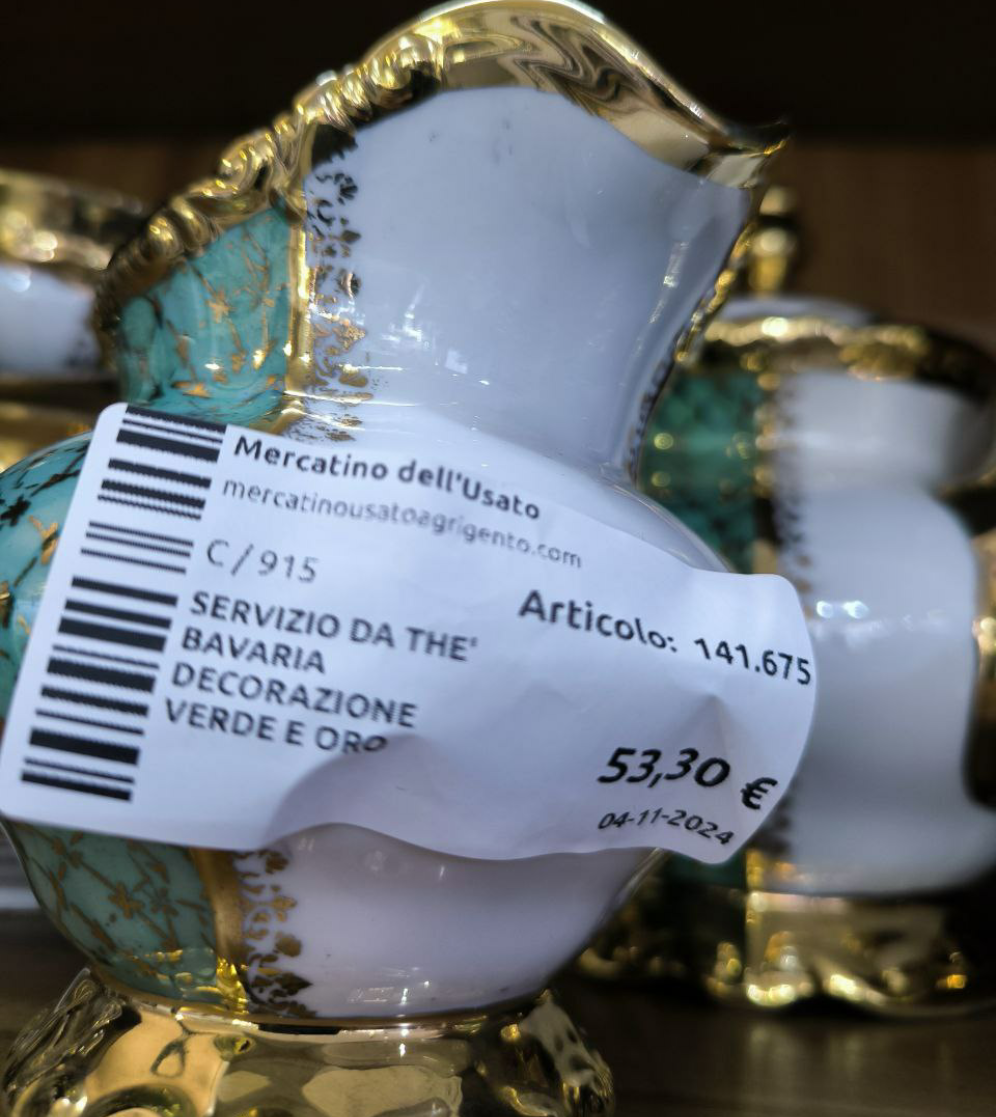 Mercatino dell'Usato
mercatinousatoagrigento.com
C/915
Articolo: 141.675
SERVIZIO DA THE'
BAVARIA
DECORAZIONE
VERDE E ORO
53,30 €
04-11-2024